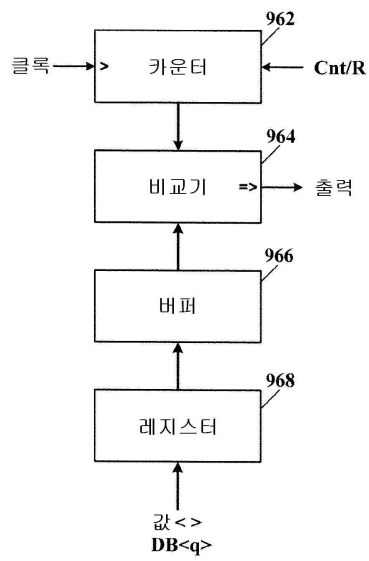 962
클록 > 카운터 Cnt/R
964
비교기 => 출력
966
버퍼
968
레지스터
값 < >
DB<q>